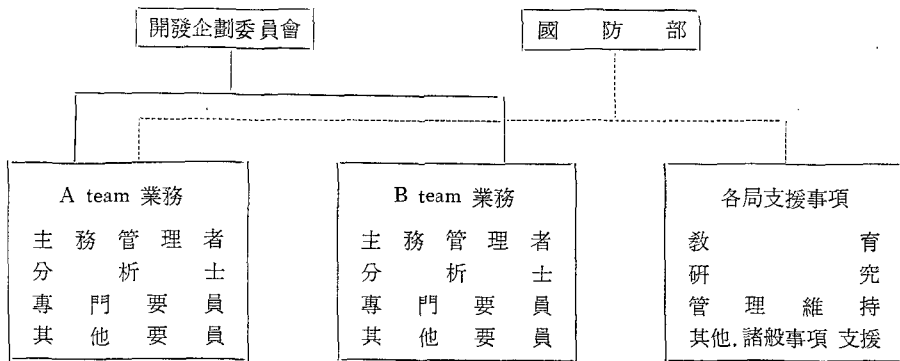 開發企劃委員會
國防部
A team 業務
主務管理者
分析士
專門要員
其他要員
B team 業務
主務管理者
分析士
專門要員
其他要員
各局支援事項
敎育
硏究
管理維持
其他, 諸般事項 支援